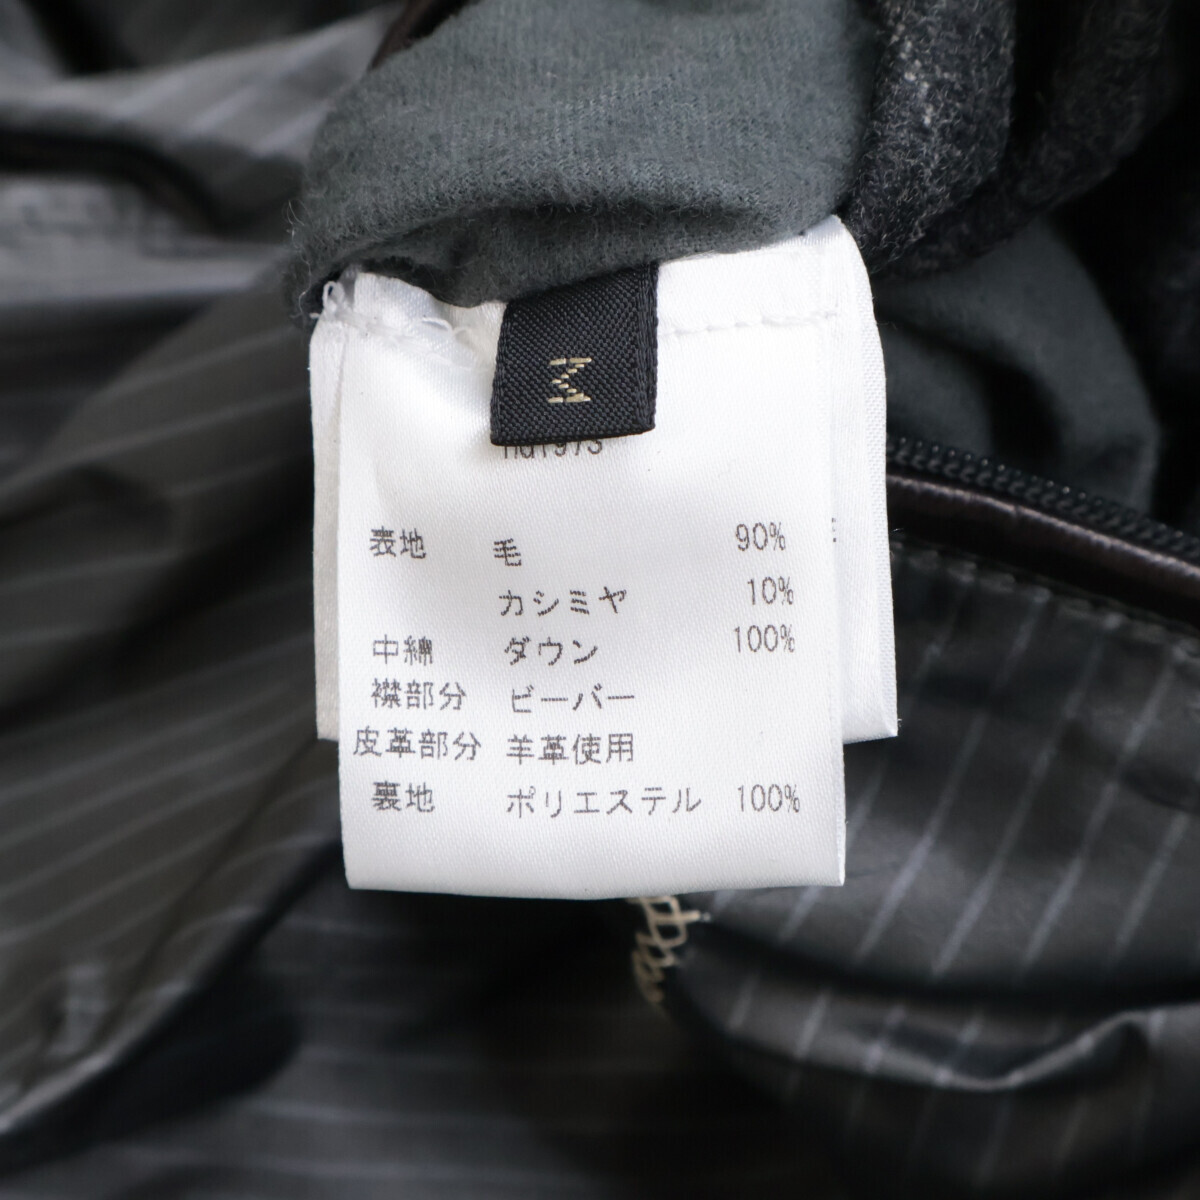 M
表地 毛 90%
カシミヤ 10%
中綿 ダウン 100%
襟部分 ビーバー
皮革部分 羊革使用
裏地 ポリエステル 100%